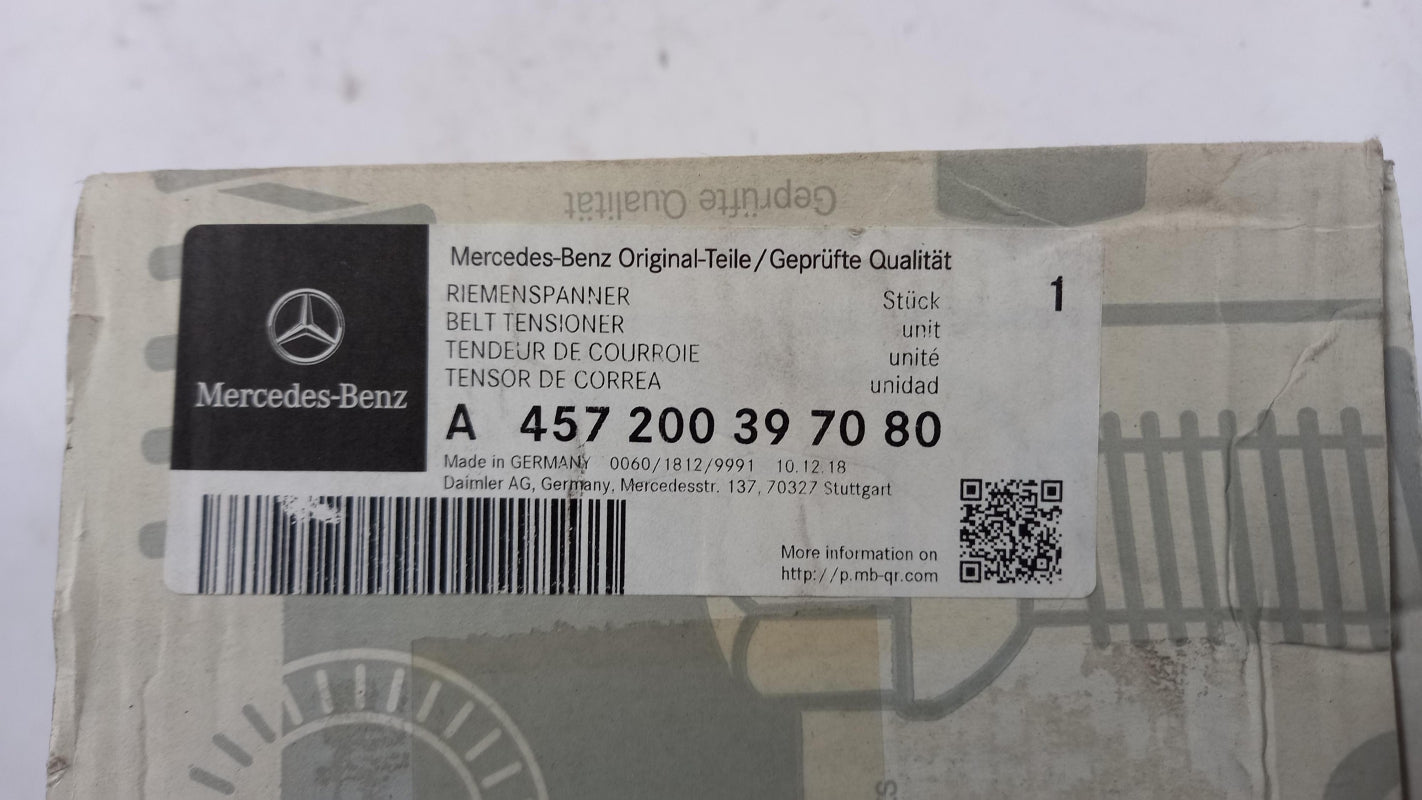 Geprüfte Qualität
Mercedes-Benz Original-Teile/Geprüfte Qualität
RIEMENSPANNER Stück 1
BELT TENSIONER unit
TENDEUR DE COURROIE unité
TENSOR DE CORREA unidad
Mercedes-Benz
A 457 200 39 70 80
Made in GERMANY 0060/1812/9991 10.12.18
Daimler AG, Germany, Mercedesstr. 137, 70327 Stuttgart
More information on
http://p.mb-qr.com